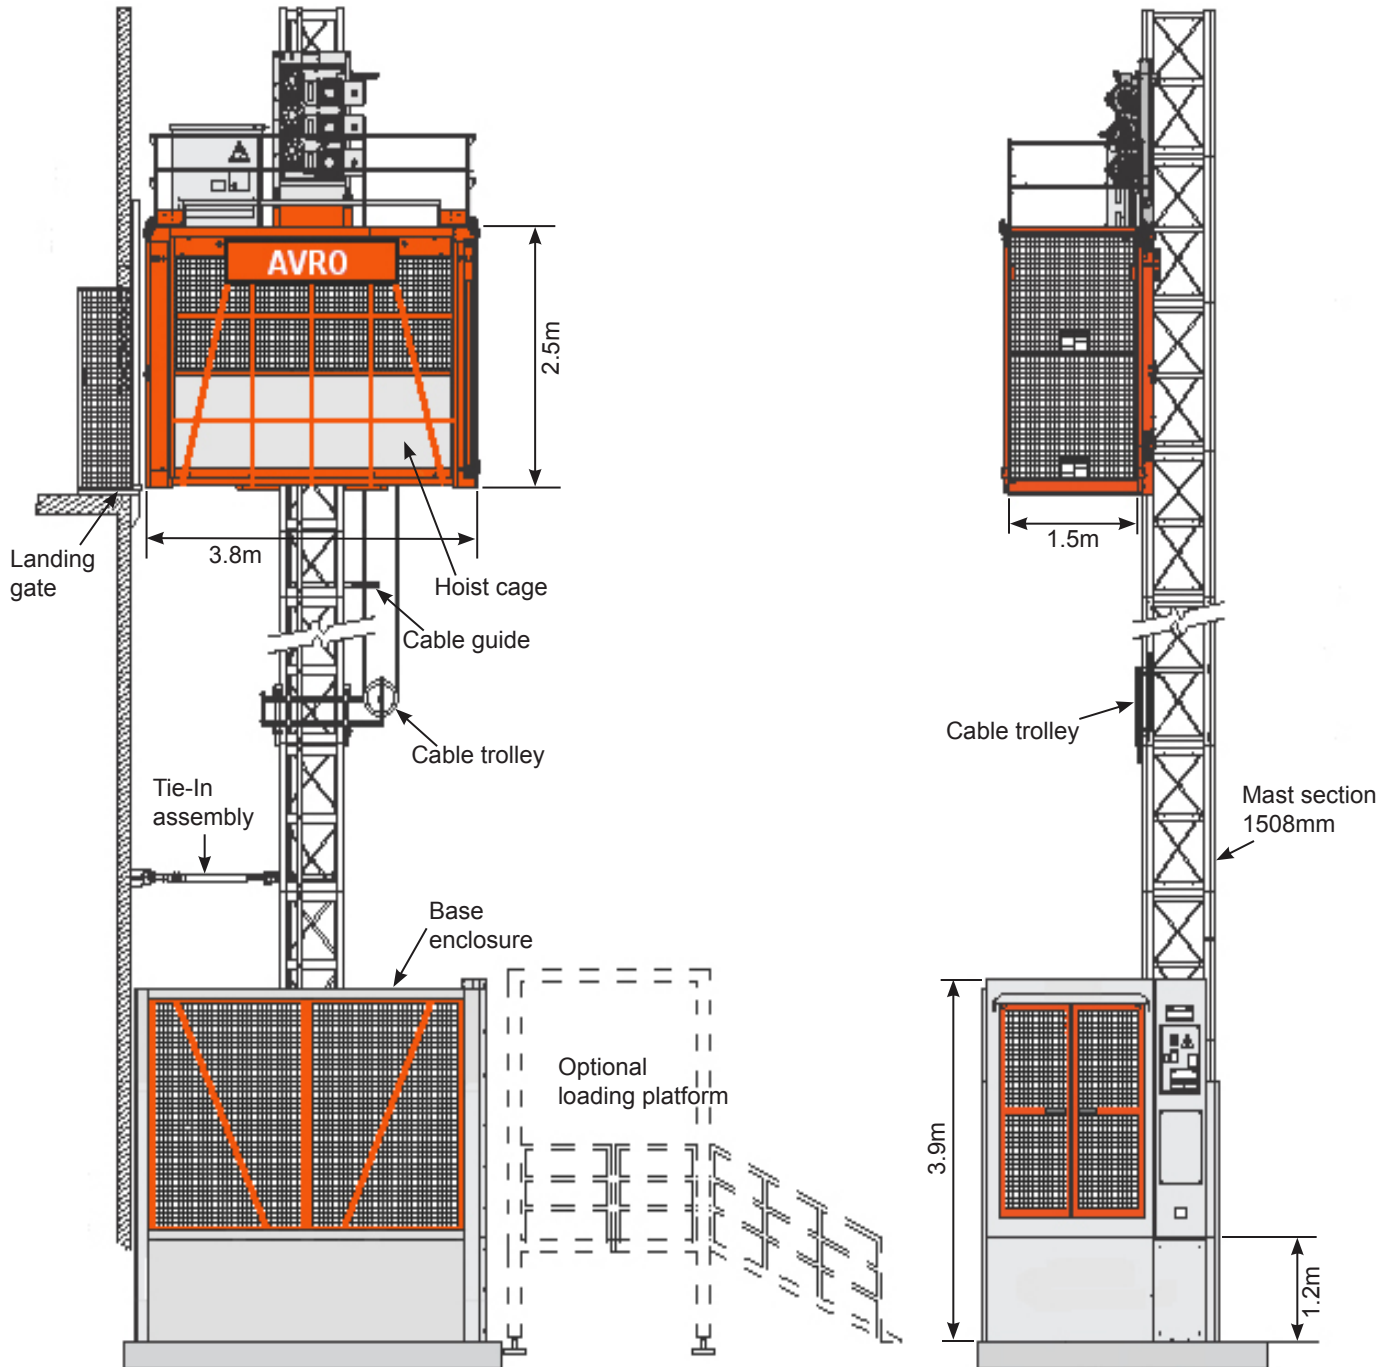 AVRO
2.5m
3.8m
Landing
gate
Hoist cage
Cable guide
Cable trolley
Tie-In
assembly
Base
enclosure
Optional
loading platform
1.5m
Cable trolley
Mast section
1508mm
3.9m
1.2m